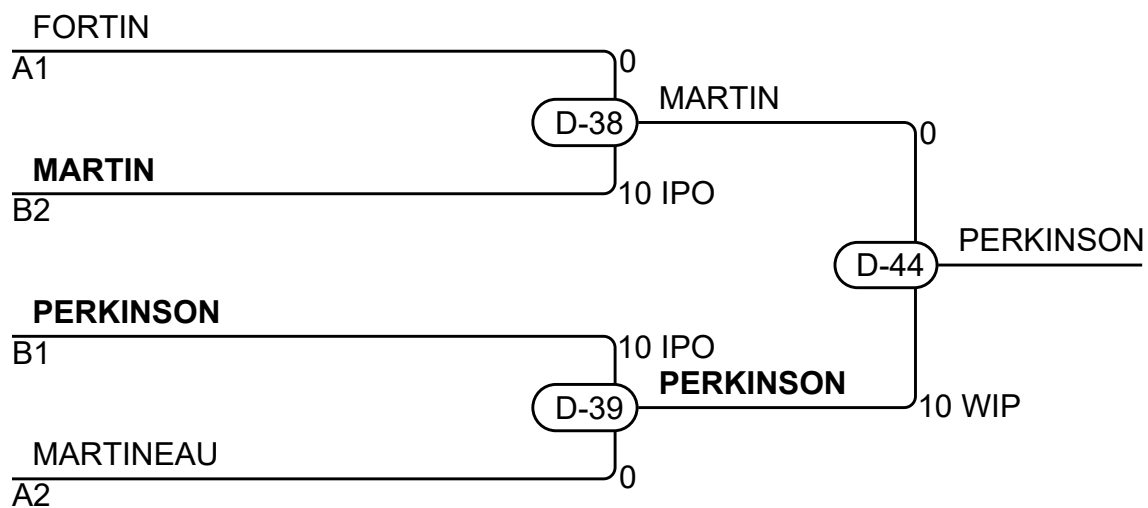 FORTIN
A1
0
D-38
MARTIN
0
MARTIN
B2
10 IPO
PERKINSON
D-44
PERKINSON
B1
10 IPO
PERKINSON
D-39
10 WIP
MARTINEAU
A2
0